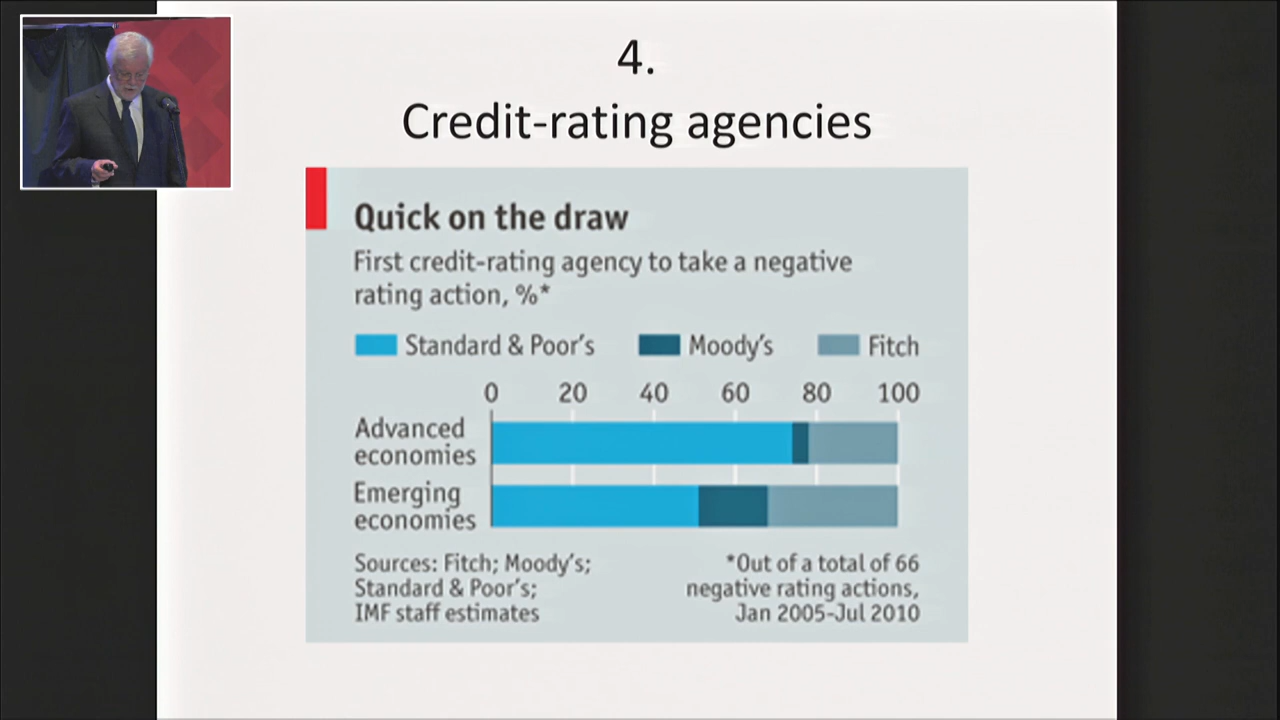 4.
Credit-rating agencies
Quick on the draw
First credit-rating agency to take a negative
rating action, %*
Standard & Poor's
Moody's
Fitch
0 20 40 60 80 100
Advanced
economies
Emerging
economies
Sources: Fitch; Moody's;
Standard & Poor's;
IMF staff estimates
*Out of a total of 66
negative rating actions,
Jan 2005–Jul 2010